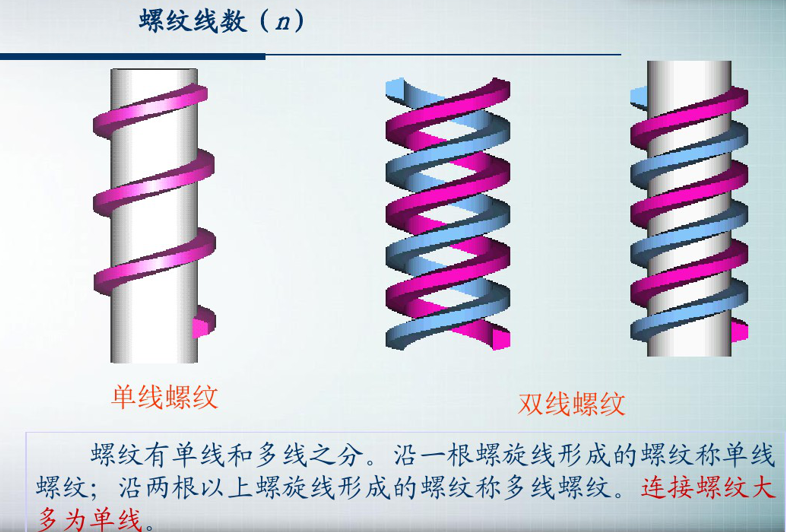 螺纹线数（n）
单线螺纹
双线螺纹
螺纹有单线和多线之分。沿一根螺旋线形成的螺纹称单线
螺纹；沿两根以上螺旋线形成的螺纹称多线螺纹。连接螺纹大
多为单线。